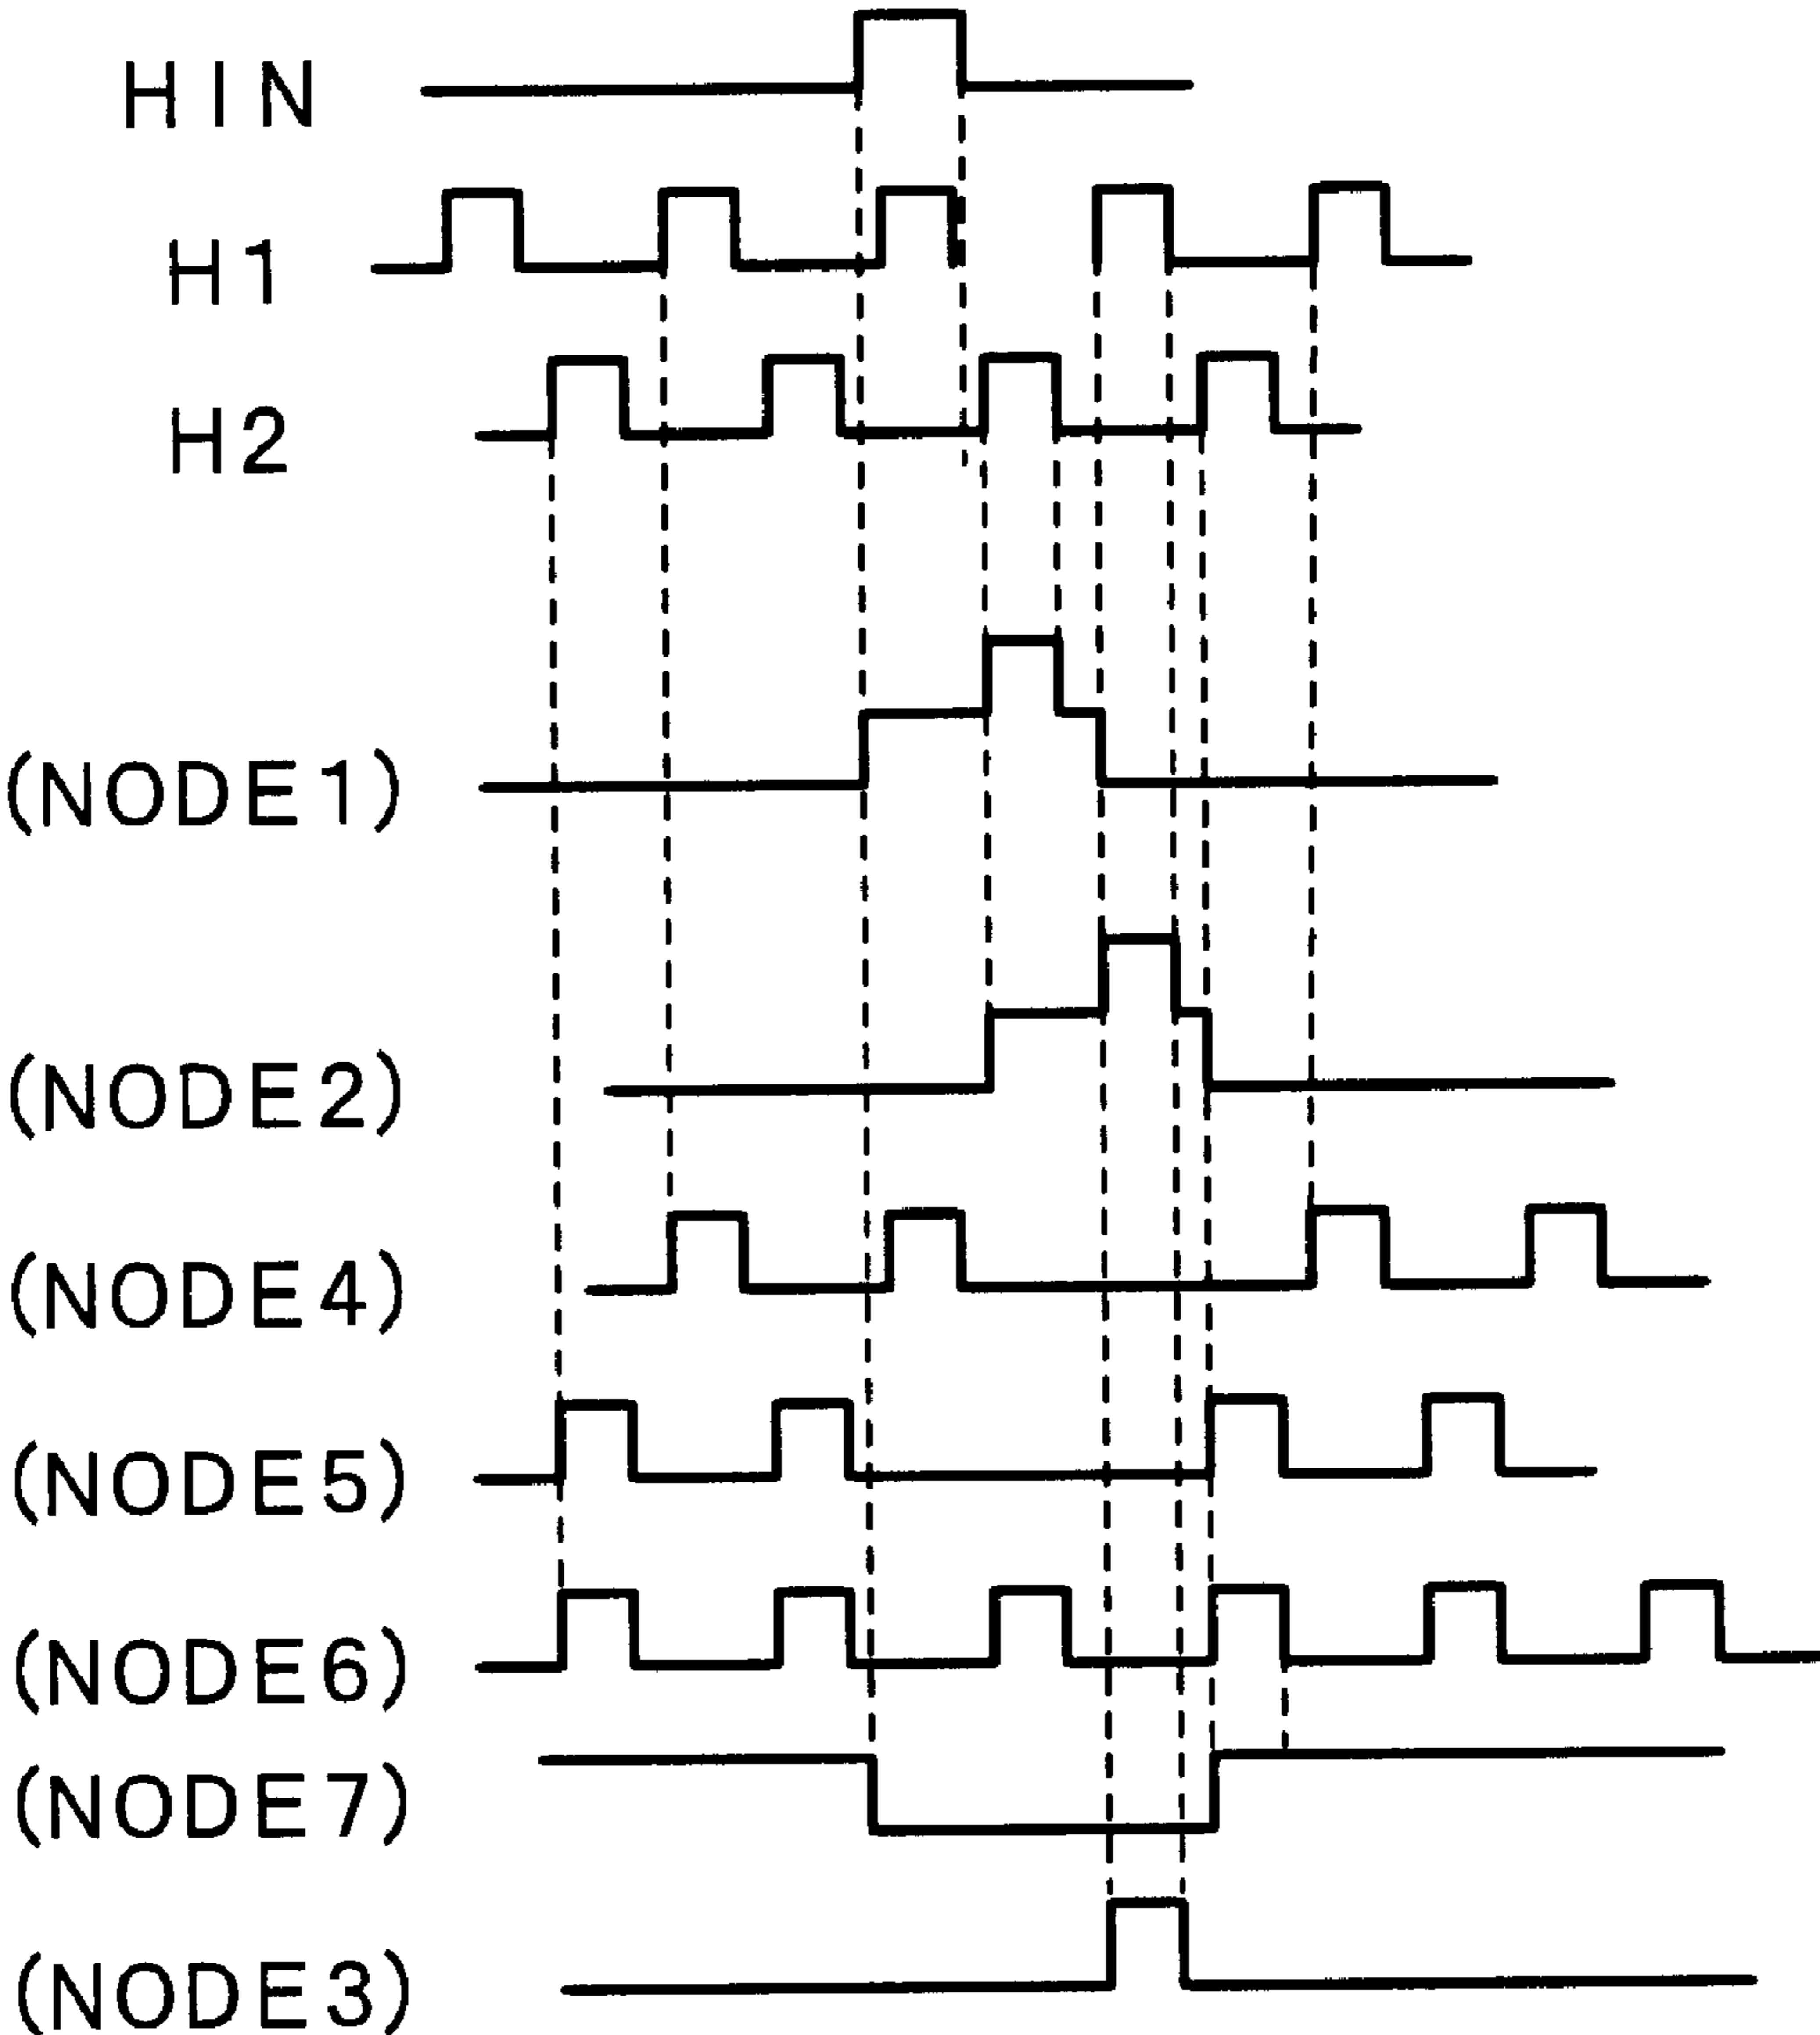 HIN
H1
H2
(NODE1)
(NODE2)
(NODE4)
(NODE5)
(NODE6)
(NODE7)
(NODE3)